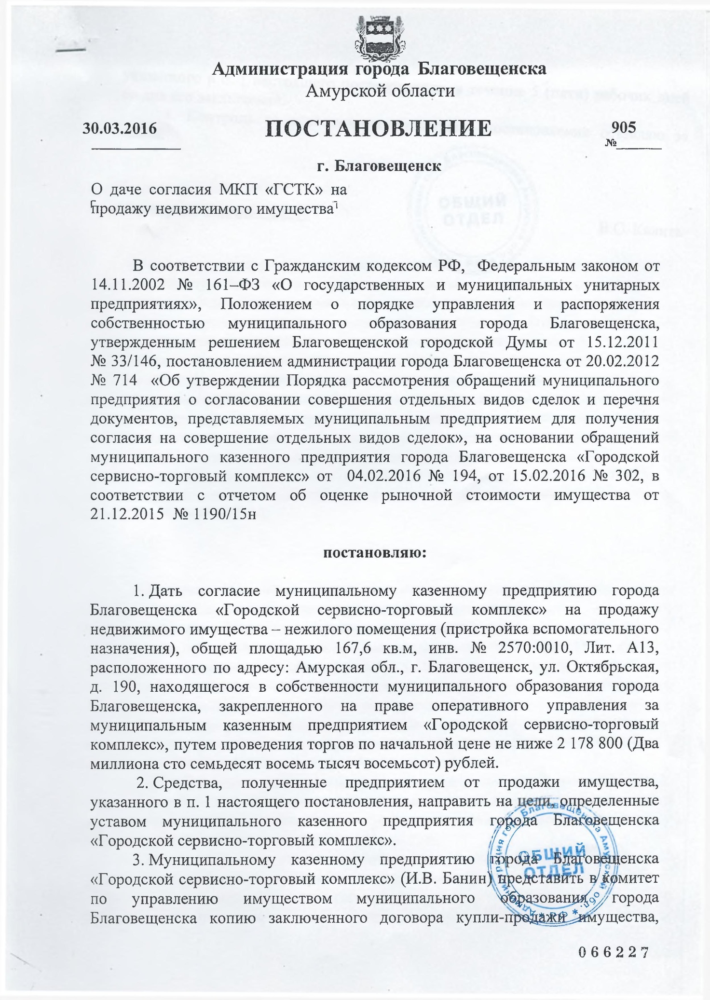 Администрация города Благовещенска
Амурской области
30.03.2016
ПОСТАНОВЛЕНИЕ
905
№
г. Благовещенск
О даче согласия МКП «ГСТК» на
продажу недвижимого имущества
В соответствии с Гражданским кодексом РФ, Федеральным законом от
14.11.2002 № 161–ФЗ «О государственных и муниципальных унитарных
предприятиях», Положением о порядке управления и распоряжения
собственностью муниципального образования города Благовещенска,
утвержденным решением Благовещенской городской Думы от 15.12.2011
№ 33/146, постановлением администрации города Благовещенска от 20.02.2012
№ 714 «Об утверждении Порядка рассмотрения обращений муниципального
предприятия о согласовании совершения отдельных видов сделок и перечня
документов, представляемых муниципальным предприятием для получения
согласия на совершение отдельных видов сделок», на основании обращений
муниципального казенного предприятия города Благовещенска «Городской
сервисно-торговый комплекс» от 04.02.2016 № 194, от 15.02.2016 № 302, в
соответствии с отчетом об оценке рыночной стоимости имущества от
21.12.2015 № 1190/15н
постановляю:
1. Дать согласие муниципальному казенному предприятию города
Благовещенска «Городской сервисно-торговый комплекс» на продажу
недвижимого имущества – нежилого помещения (пристройка вспомогательного
назначения), общей площадью 167,6 кв.м, инв. № 2570:0010, Лит. А13,
расположенного по адресу: Амурская обл., г. Благовещенск, ул. Октябрьская,
д. 190, находящегося в собственности муниципального образования города
Благовещенска, закрепленного на праве оперативного управления за
муниципальным казенным предприятием «Городской сервисно-торговый
комплекс», путем проведения торгов по начальной цене не ниже 2 178 800 (Два
миллиона сто семьдесят восемь тысяч восемьсот) рублей.
2. Средства, полученные предприятием от продажи имущества,
указанного в п. 1 настоящего постановления, направить на цели, определенные
уставом муниципального казенного предприятия города Благовещенска
«Городской сервисно-торговый комплекс».
3. Муниципальному казенному предприятию города Благовещенска
«Городской сервисно-торговый комплекс» (И.В. Банин) представить в комитет
по управлению имуществом муниципального образования города
Благовещенска копию заключенного договора купли-продажи имущества,
ОБЩИЙ
ОТДЕЛ
066227